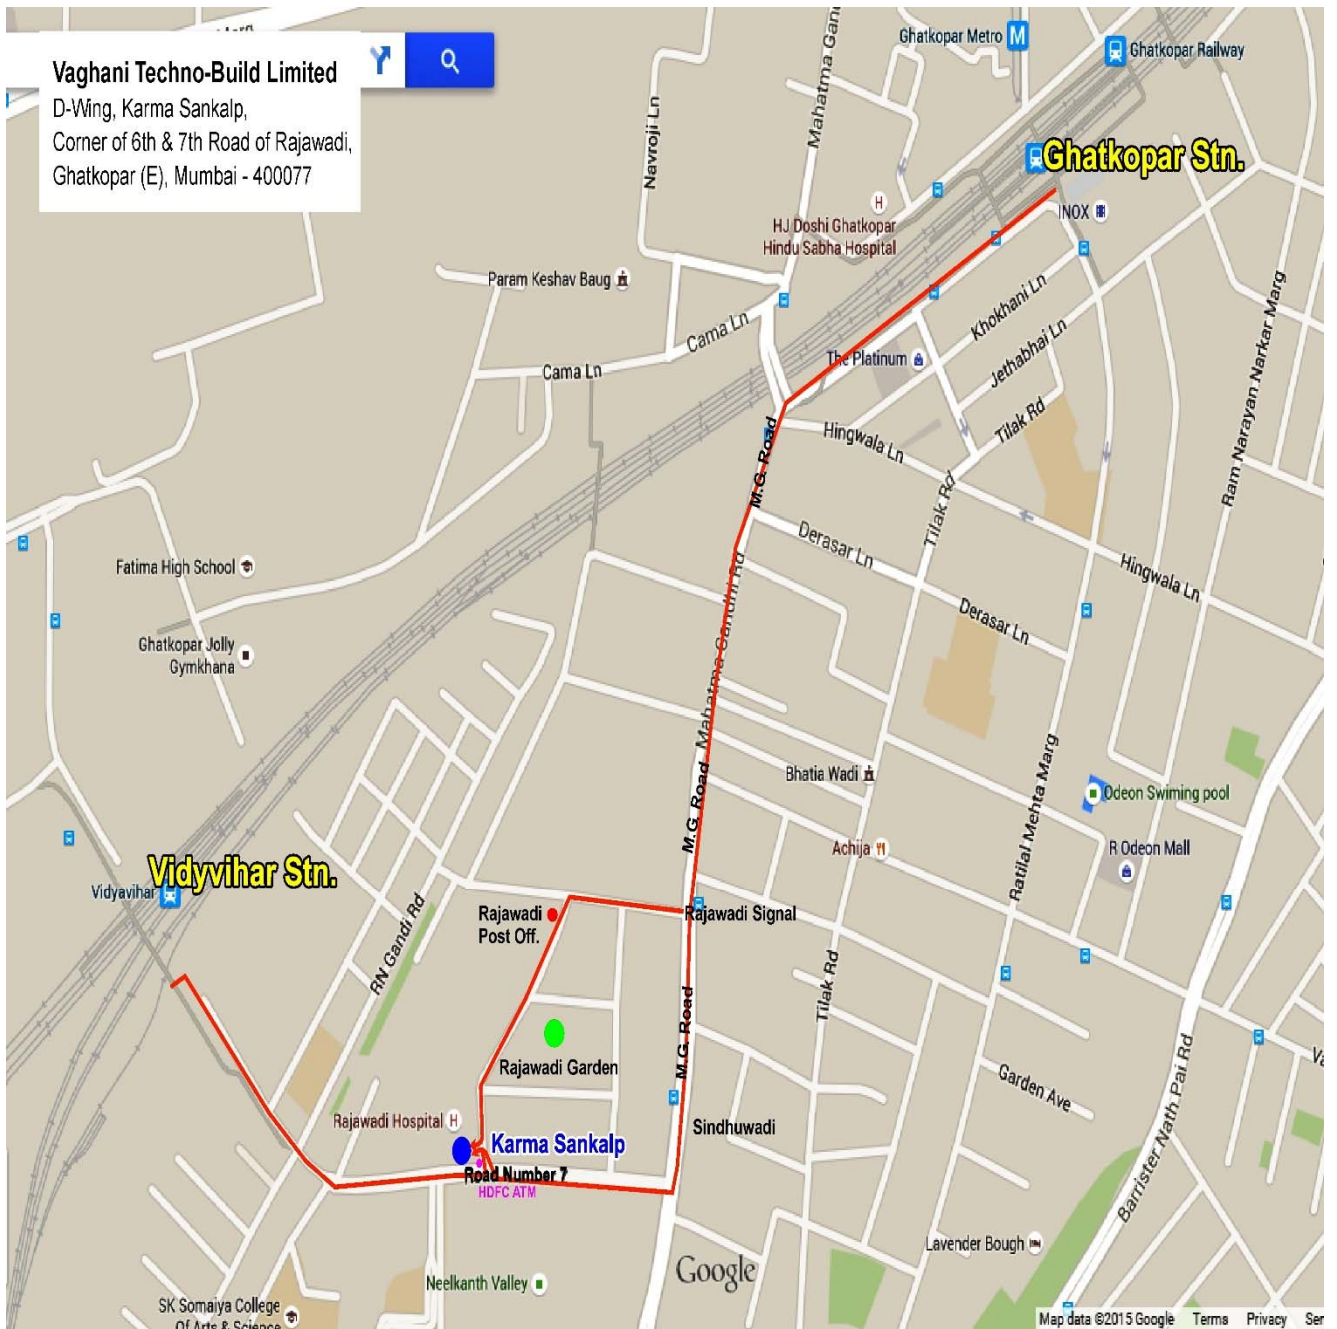 Vaghani Techno-Build Limited
D-Wing, Karma Sankalp,
Corner of 6th & 7th Road of Rajawadi,
Ghatkopar (E), Mumbai - 400077
Ghatkopar Metro
M
Ghatkopar Railway
Ghatkopar Stn.
Navroji Ln
Mahatma Gand
HJ Doshi Ghatkopar
Hindu Sabha Hospital
H
INOX
Param Keshav Baug
Cama Ln
Cama Ln
The Platinum
Khokhani Ln
Jethabhai Ln
Tilak Rd
Ram Narayan Narkar Marg
Hingwala Ln
M.G. Road
Tilak Rd
Derasar Ln
Hingwala Ln
Fatima High School
Derasar Ln
Mahatma Gandhi Rd
Ghatkopar Jolly
Gymkhana
M.G. Road
Bhatia Wadi
Ratilal Mehta Marg
Odeon Swiming pool
Achija
R Odeon Mall
Vidyvihar Stn.
Vidyavihar
RN Gandi Rd
Rajawadi
Post Off.
Rajawadi Signal
Tilak Rd
M.G. Road
Rajawadi Garden
Garden Ave
Barrister Nath Pai Rd
Va
Rajawadi Hospital
H
Sindhuwadi
Karma Sankalp
Road Number 7
HDFC ATM
Lavender Bough
Neelkanth Valley
Google
SK Somaiya College
Of Arts & Science
Map data ©2015 Google Terms Privacy Ser